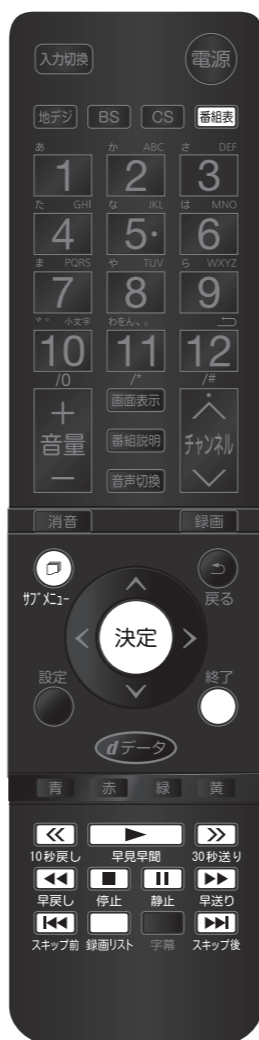 入力切換 電源
地デジ BS CS 番組表
あ か ABC さ DEF
1 2 3
た GHI な JKL は MNO
4 5・ 6
ま PQRS や TUV ら WXYZ
7 8 9
゛゜ 小文字 わをん、。
10 11 12
/0 /* /#
+ 画面表示
音量 番組説明 チャンネル
− 音声切換
消音 録画
サブメニュー 戻る
決定
設定 終了
dデータ
青 赤 緑 黄
10秒戻し 早見早聞 30秒送り
早戻し 停止 静止 早送り
スキップ前 録画リスト 字幕 スキップ後